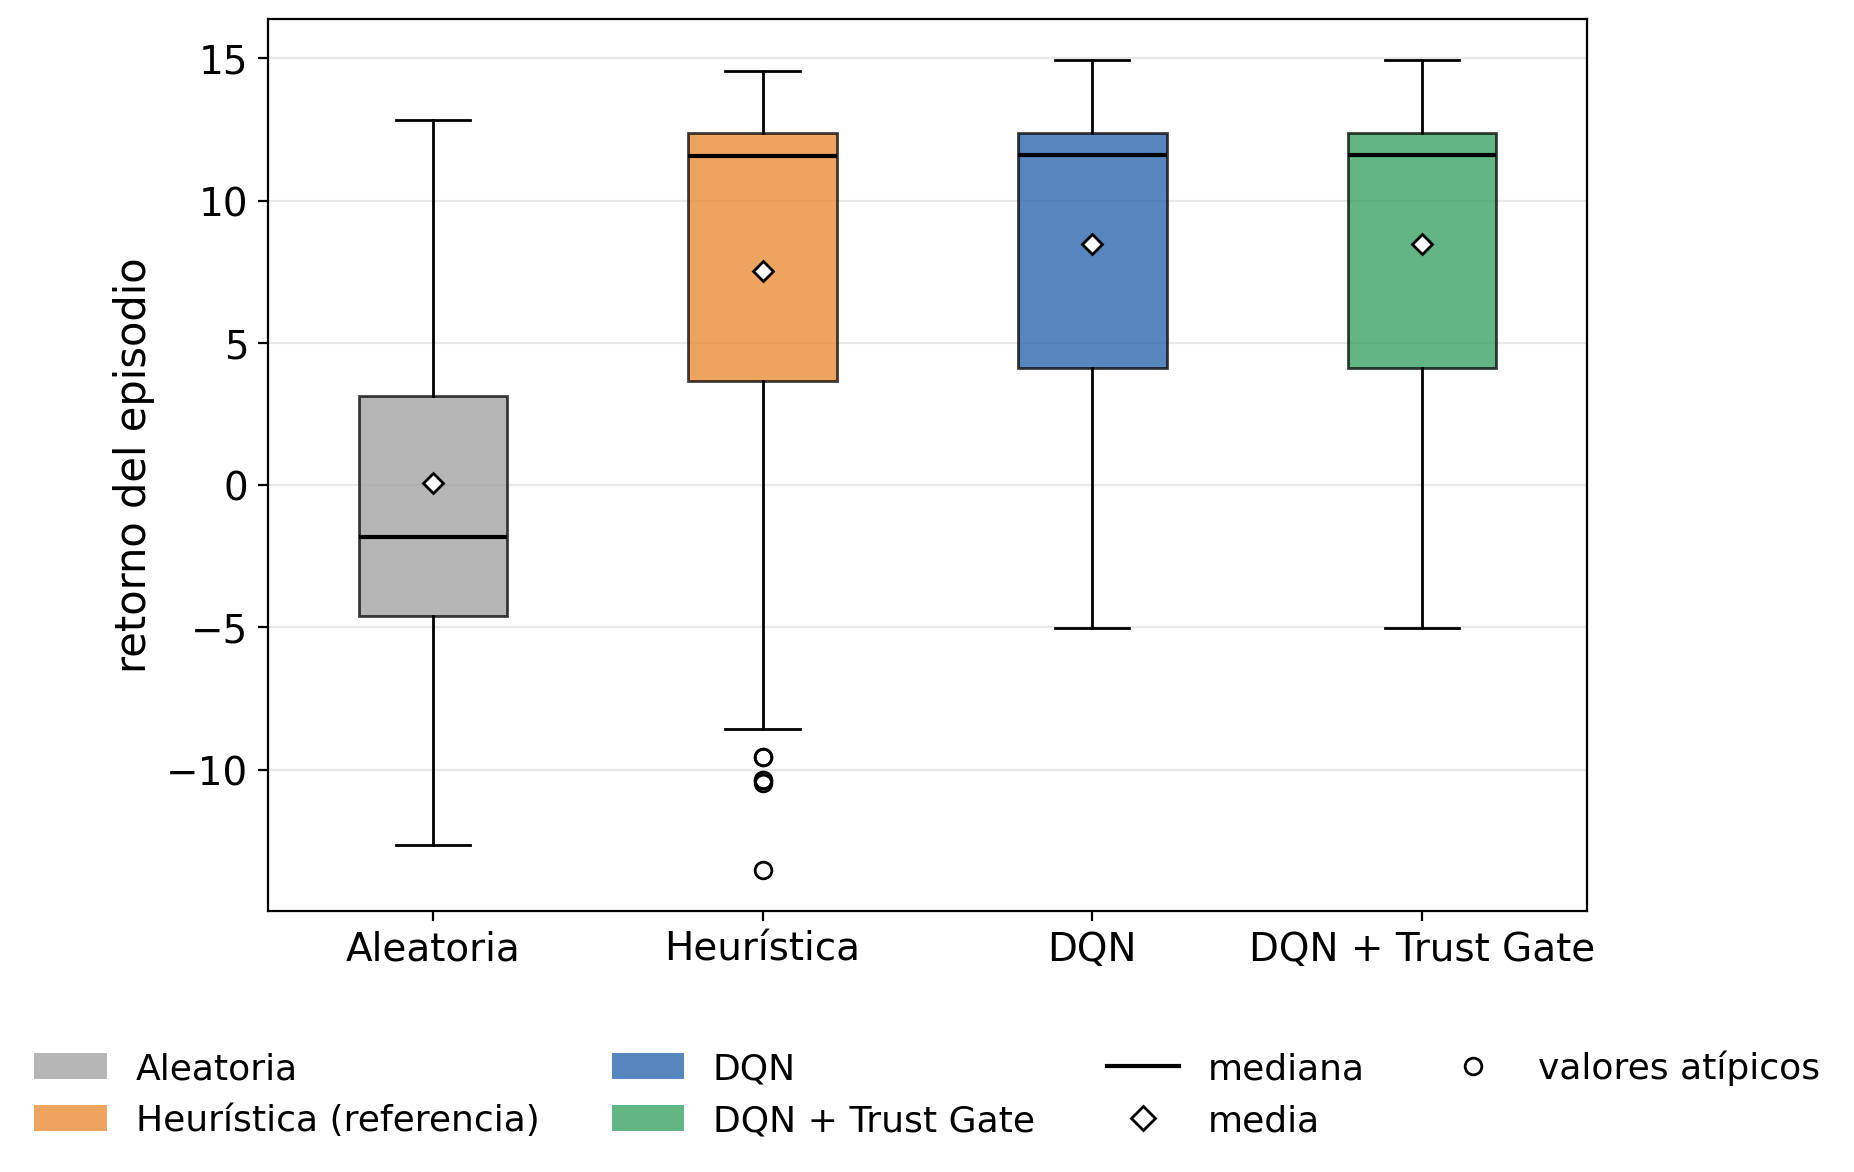 15
10
5
0
−5
−10
retorno del episodio
Aleatoria
Heurística
DQN
DQN + Trust Gate
Aleatoria
Heurística (referencia)
DQN
DQN + Trust Gate
mediana
media
valores atípicos